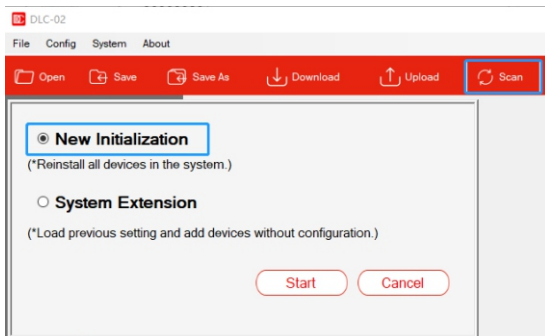 DLC-02
File Config System About
Open Save Save As Download Upload Scan
New Initialization
(*Reinstall all devices in the system.)
System Extension
(*Load previous setting and add devices without configuration.)
Start Cancel